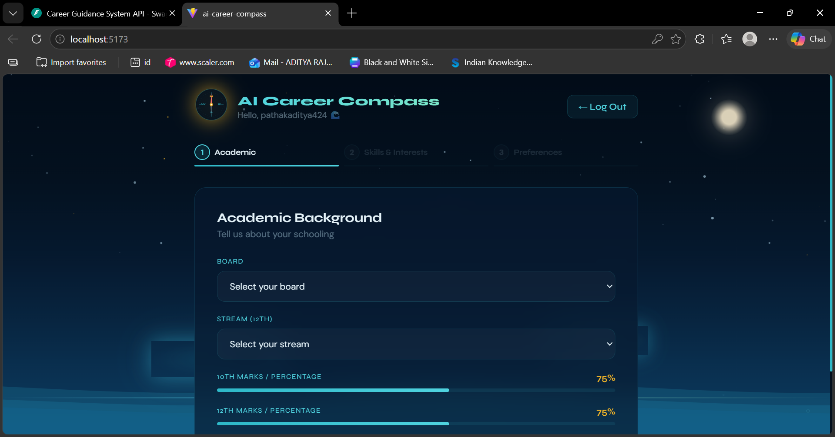 Career Guidance System API - Swa
ai career compass
localhost:5173
Chat
Import favorites
id
www.scaler.com
Mail - ADITYA RAJ...
Black and White Si...
Indian Knowledge...
AI Career Compass
Hello, pathakaditya424
← Log Out
1 Academic
2 Skills & Interests
3 Preferences
Academic Background
Tell us about your schooling
BOARD
Select your board
STREAM (12TH)
Select your stream
10TH MARKS / PERCENTAGE 75%
12TH MARKS / PERCENTAGE 75%